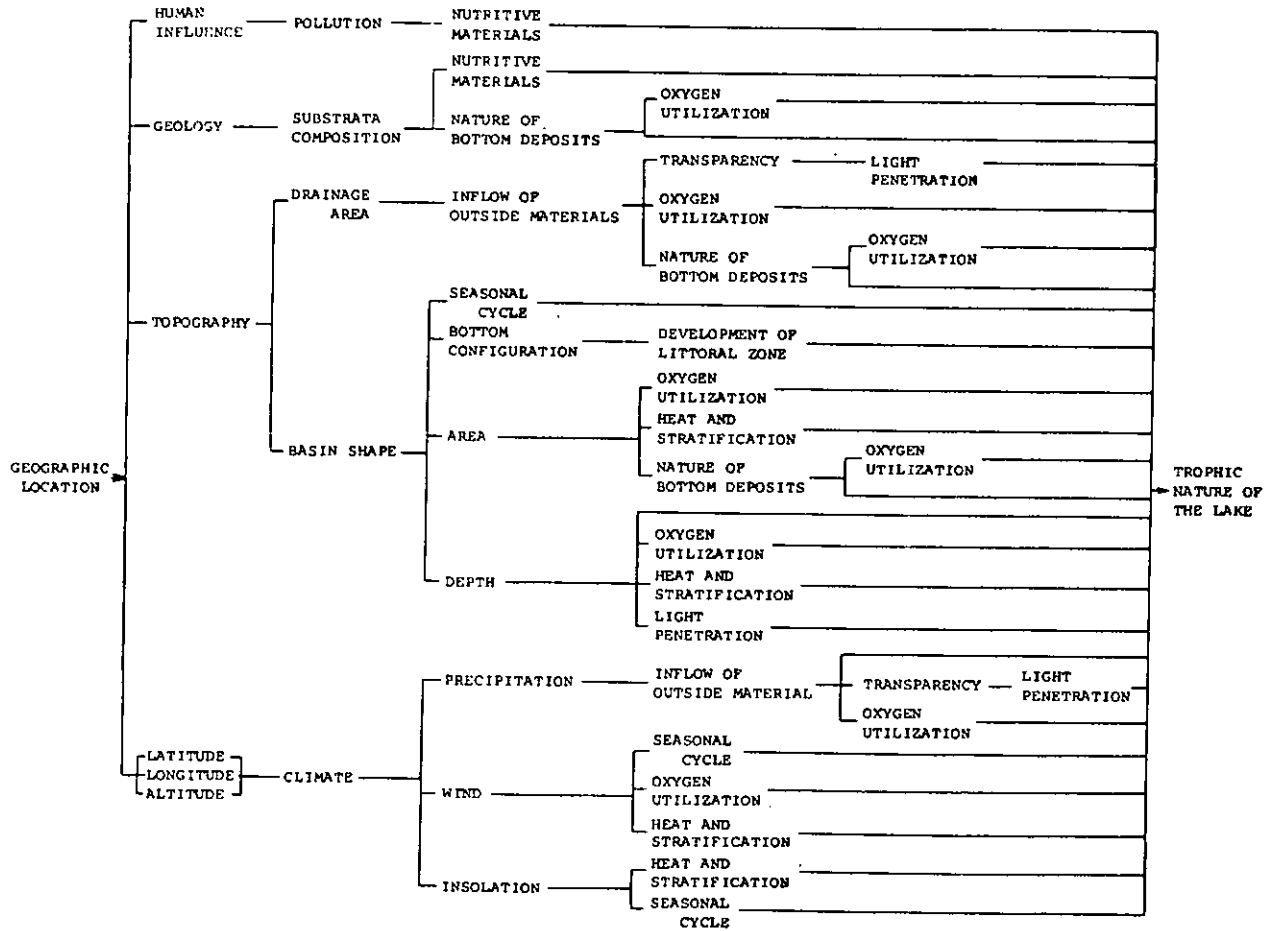 HUMAN
INFLUENCE
POLLUTION
NUTRITIVE
MATERIALS
NUTRITIVE
MATERIALS
GEOLOGY
SUBSTRATA
COMPOSITION
NATURE OF
BOTTOM DEPOSITS
OXYGEN
UTILIZATION
DRAINAGE
AREA
INFLOW OF
OUTSIDE MATERIALS
TRANSPARENCY
LIGHT
PENETRATION
OXYGEN
UTILIZATION
NATURE OF
BOTTOM DEPOSITS
OXYGEN
UTILIZATION
TOPOGRAPHY
SEASONAL
CYCLE
BOTTOM
CONFIGURATION
DEVELOPMENT OF
LITTORAL ZONE
BASIN SHAPE
AREA
OXYGEN
UTILIZATION
HEAT AND
STRATIFICATION
NATURE OF
BOTTOM DEPOSITS
OXYGEN
UTILIZATION
GEOGRAPHIC
LOCATION
TROPHIC
NATURE OF
THE LAKE
DEPTH
OXYGEN
UTILIZATION
HEAT AND
STRATIFICATION
LIGHT
PENETRATION
PRECIPITATION
INFLOW OF
OUTSIDE MATERIAL
TRANSPARENCY
LIGHT
PENETRATION
OXYGEN
UTILIZATION
LATITUDE
LONGITUDE
ALTITUDE
CLIMATE
WIND
SEASONAL
CYCLE
OXYGEN
UTILIZATION
HEAT AND
STRATIFICATION
INSOLATION
HEAT AND
STRATIFICATION
SEASONAL
CYCLE